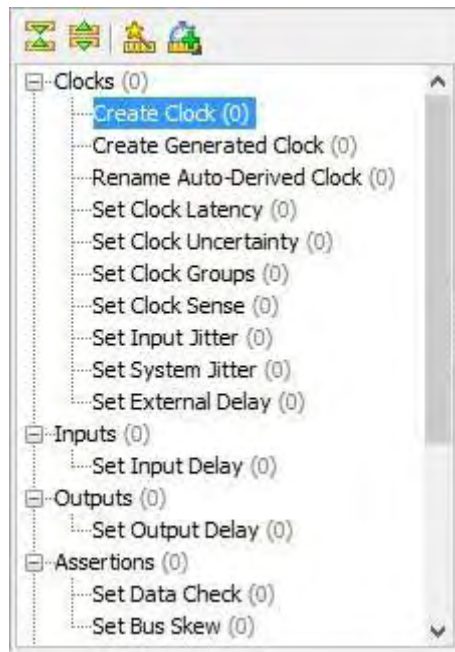 Clocks (0)
Create Clock (0)
Create Generated Clock (0)
Rename Auto-Derived Clock (0)
Set Clock Latency (0)
Set Clock Uncertainty (0)
Set Clock Groups (0)
Set Clock Sense (0)
Set Input Jitter (0)
Set System Jitter (0)
Set External Delay (0)
Inputs (0)
Set Input Delay (0)
Outputs (0)
Set Output Delay (0)
Assertions (0)
Set Data Check (0)
Set Bus Skew (0)